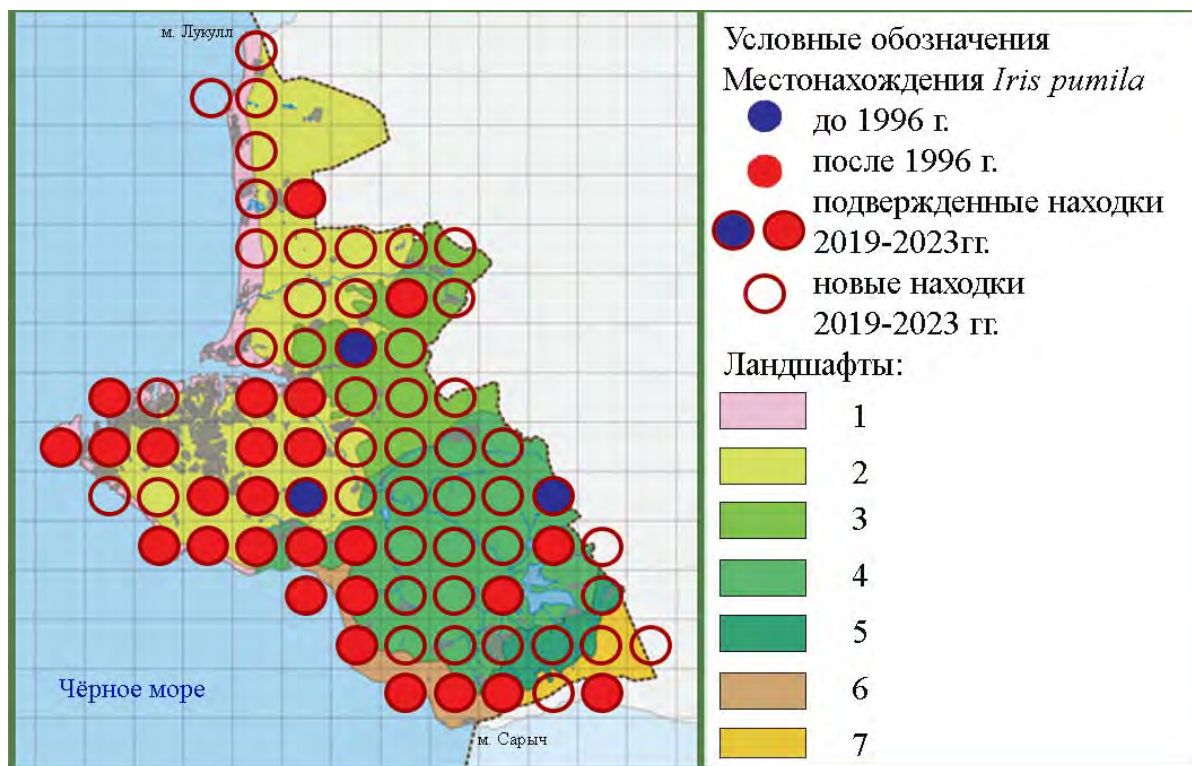 м. Лукулл
Чёрное море
м. Сарыч
Условные обозначения
Местонахождения Iris pumila
до 1996 г.
после 1996 г.
подвержденные находки
2019-2023гг.
новые находки
2019-2023 гг.
Ландшафты:
1
2
3
4
5
6
7